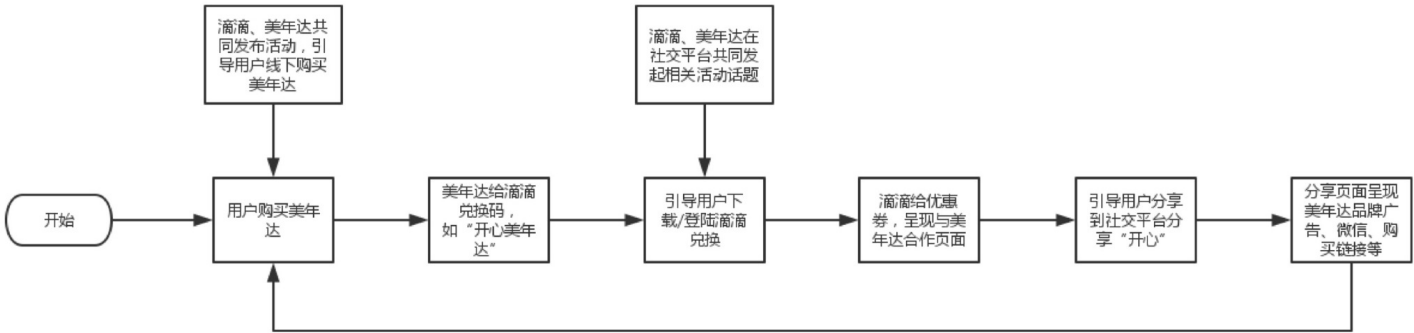 滴滴、美年达共
同发布活动，引
导用户线下购买
美年达
滴滴、美年达在
社交平台共同发
起相关活动话题
开始
用户购买美年
达
美年达给滴滴
兑换码，
如“开心美年
达”
引导用户下
载/登陆滴滴
兑换
滴滴给优惠
券，呈现与美
年达合作页面
引导用户分享
到社交平台分
享“开心”
分享页面呈现
美年达品牌广
告、微信、购
买链接等